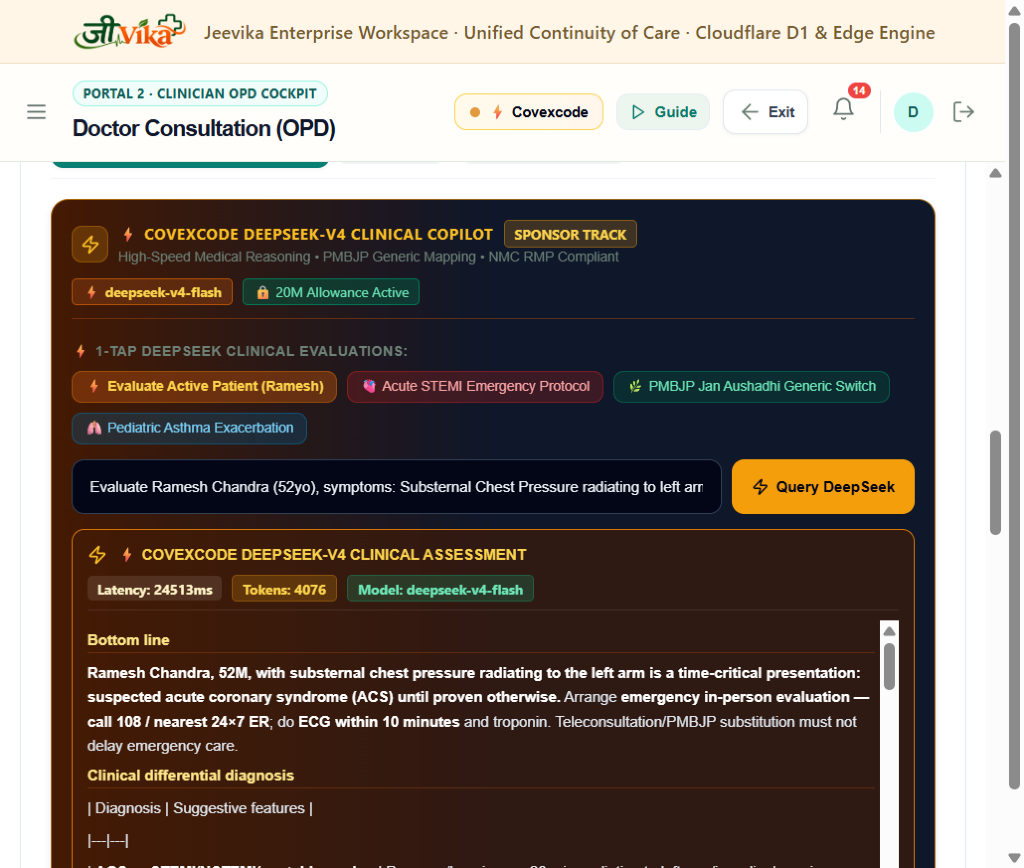 जीVika
Jeevika Enterprise Workspace · Unified Continuity of Care · Cloudflare D1 & Edge Engine
PORTAL 2 · CLINICIAN OPD COCKPIT
Doctor Consultation (OPD)
Covexcode
Guide
Exit
14
D
COVEXCODE DEEPSEEK-V4 CLINICAL COPILOT
SPONSOR TRACK
High-Speed Medical Reasoning • PMBJP Generic Mapping • NMC RMP Compliant
deepseek-v4-flash
20M Allowance Active
1-TAP DEEPSEEK CLINICAL EVALUATIONS:
Evaluate Active Patient (Ramesh)
Acute STEMI Emergency Protocol
PMBJP Jan Aushadhi Generic Switch
Pediatric Asthma Exacerbation
Evaluate Ramesh Chandra (52yo), symptoms: Substernal Chest Pressure radiating to left arm
Query DeepSeek
COVEXCODE DEEPSEEK-V4 CLINICAL ASSESSMENT
Latency: 24513ms
Tokens: 4076
Model: deepseek-v4-flash
Bottom line
Ramesh Chandra, 52M, with substernal chest pressure radiating to the left arm is a time-critical presentation:
suspected acute coronary syndrome (ACS) until proven otherwise. Arrange emergency in-person evaluation —
call 108 / nearest 24×7 ER; do ECG within 10 minutes and troponin. Teleconsultation/PMBJP substitution must not
delay emergency care.
Clinical differential diagnosis
| Diagnosis | Suggestive features |
|---|---|